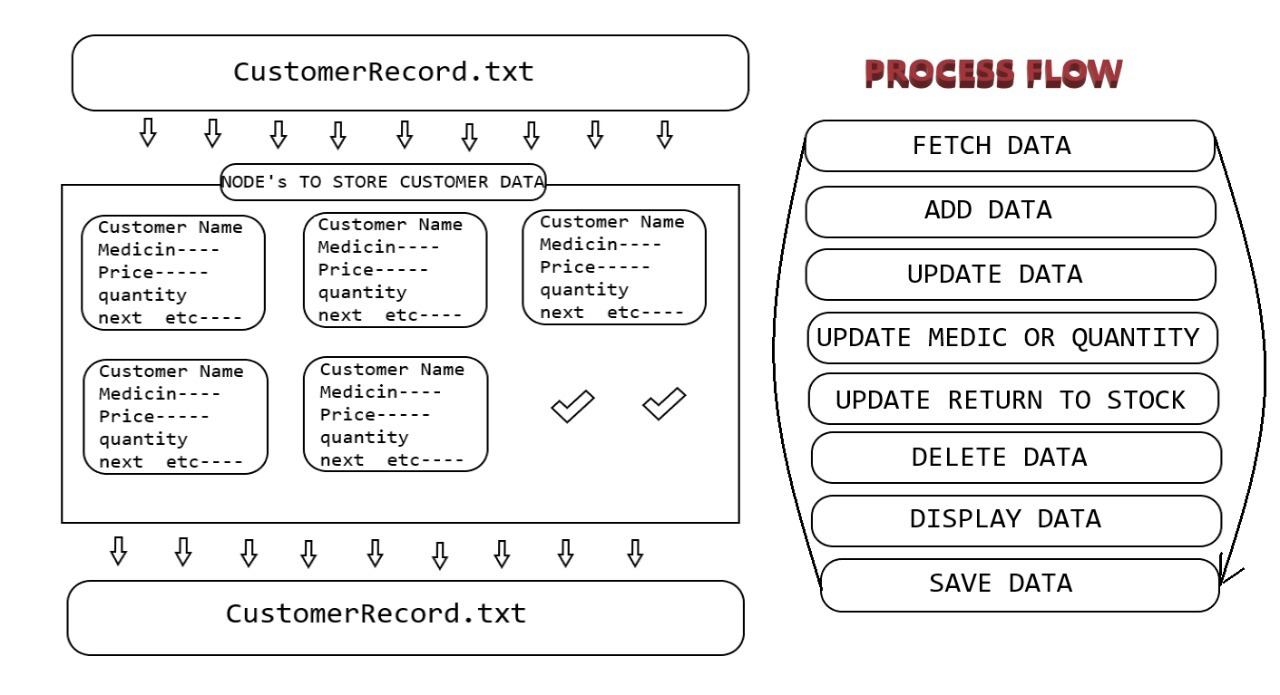 CustomerRecord.txt
NODE's TO STORE CUSTOMER DATA
Customer Name
Medicin----
Price-----
quantity
next  etc----
Customer Name
Medicin----
Price-----
quantity
next  etc----
Customer Name
Medicin----
Price-----
quantity
next  etc----
Customer Name
Medicin----
Price-----
quantity
next  etc----
Customer Name
Medicin----
Price-----
quantity
next  etc----
CustomerRecord.txt
PROCESS FLOW
FETCH DATA
ADD DATA
UPDATE DATA
UPDATE MEDIC OR QUANTITY
UPDATE RETURN TO STOCK
DELETE DATA
DISPLAY DATA
SAVE DATA